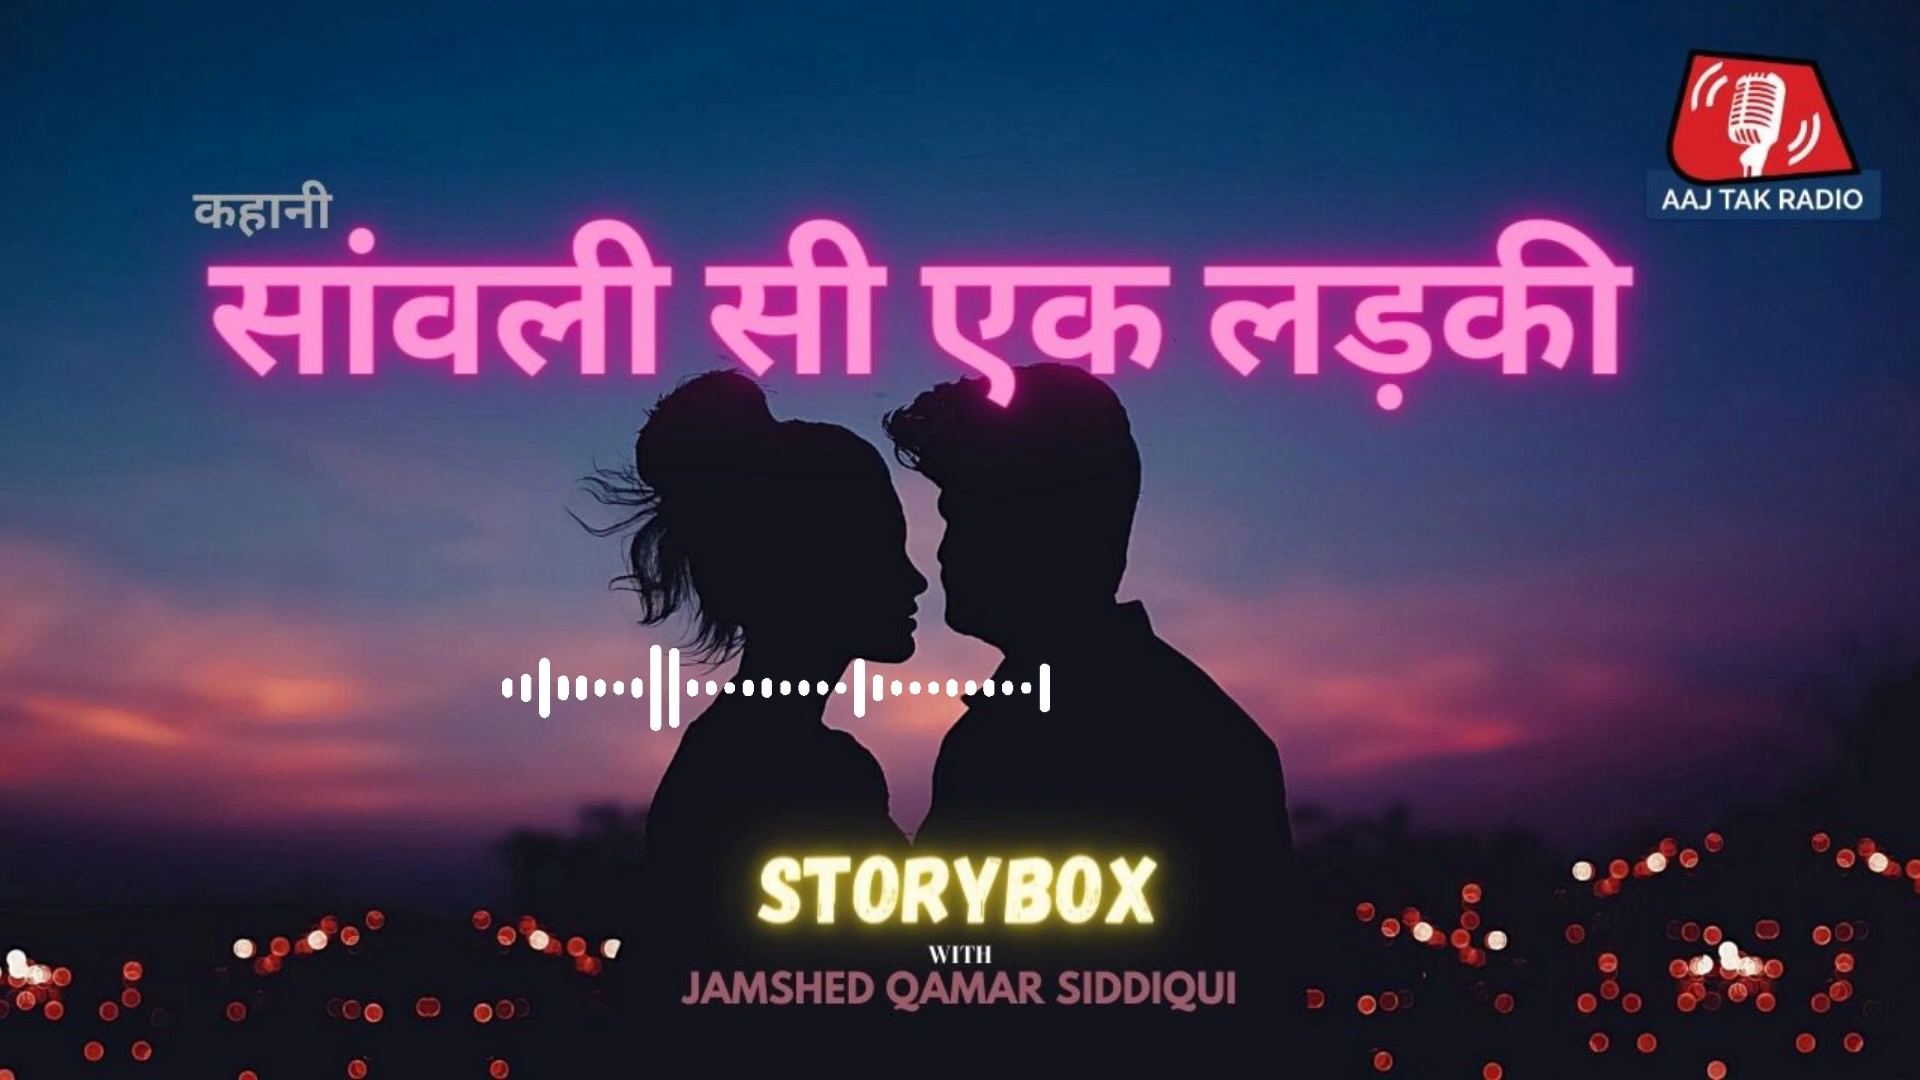 कहानी
सांवली सी एक लड़की
AAJ TAK RADIO
STORYBOX
WITH
JAMSHED QAMAR SIDDIQUI